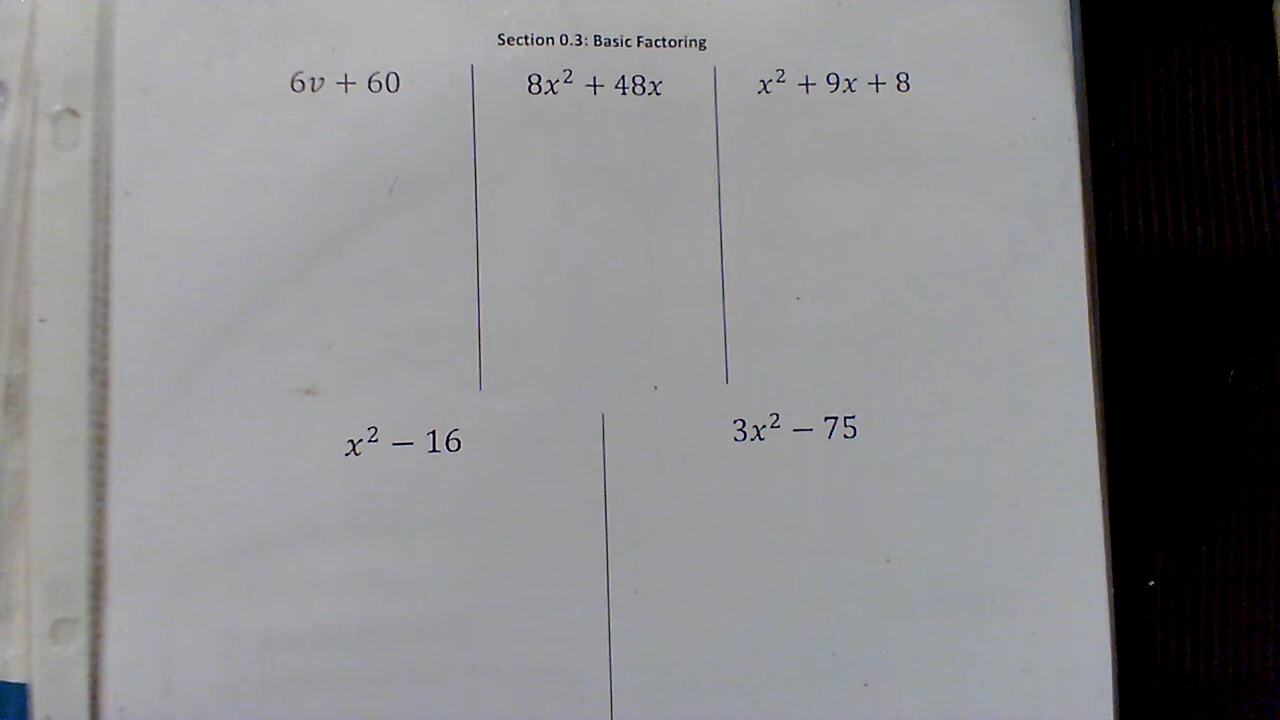 Section 0.3: Basic Factoring
6v + 60
8x² + 48x
x² + 9x + 8
x² − 16
3x² − 75